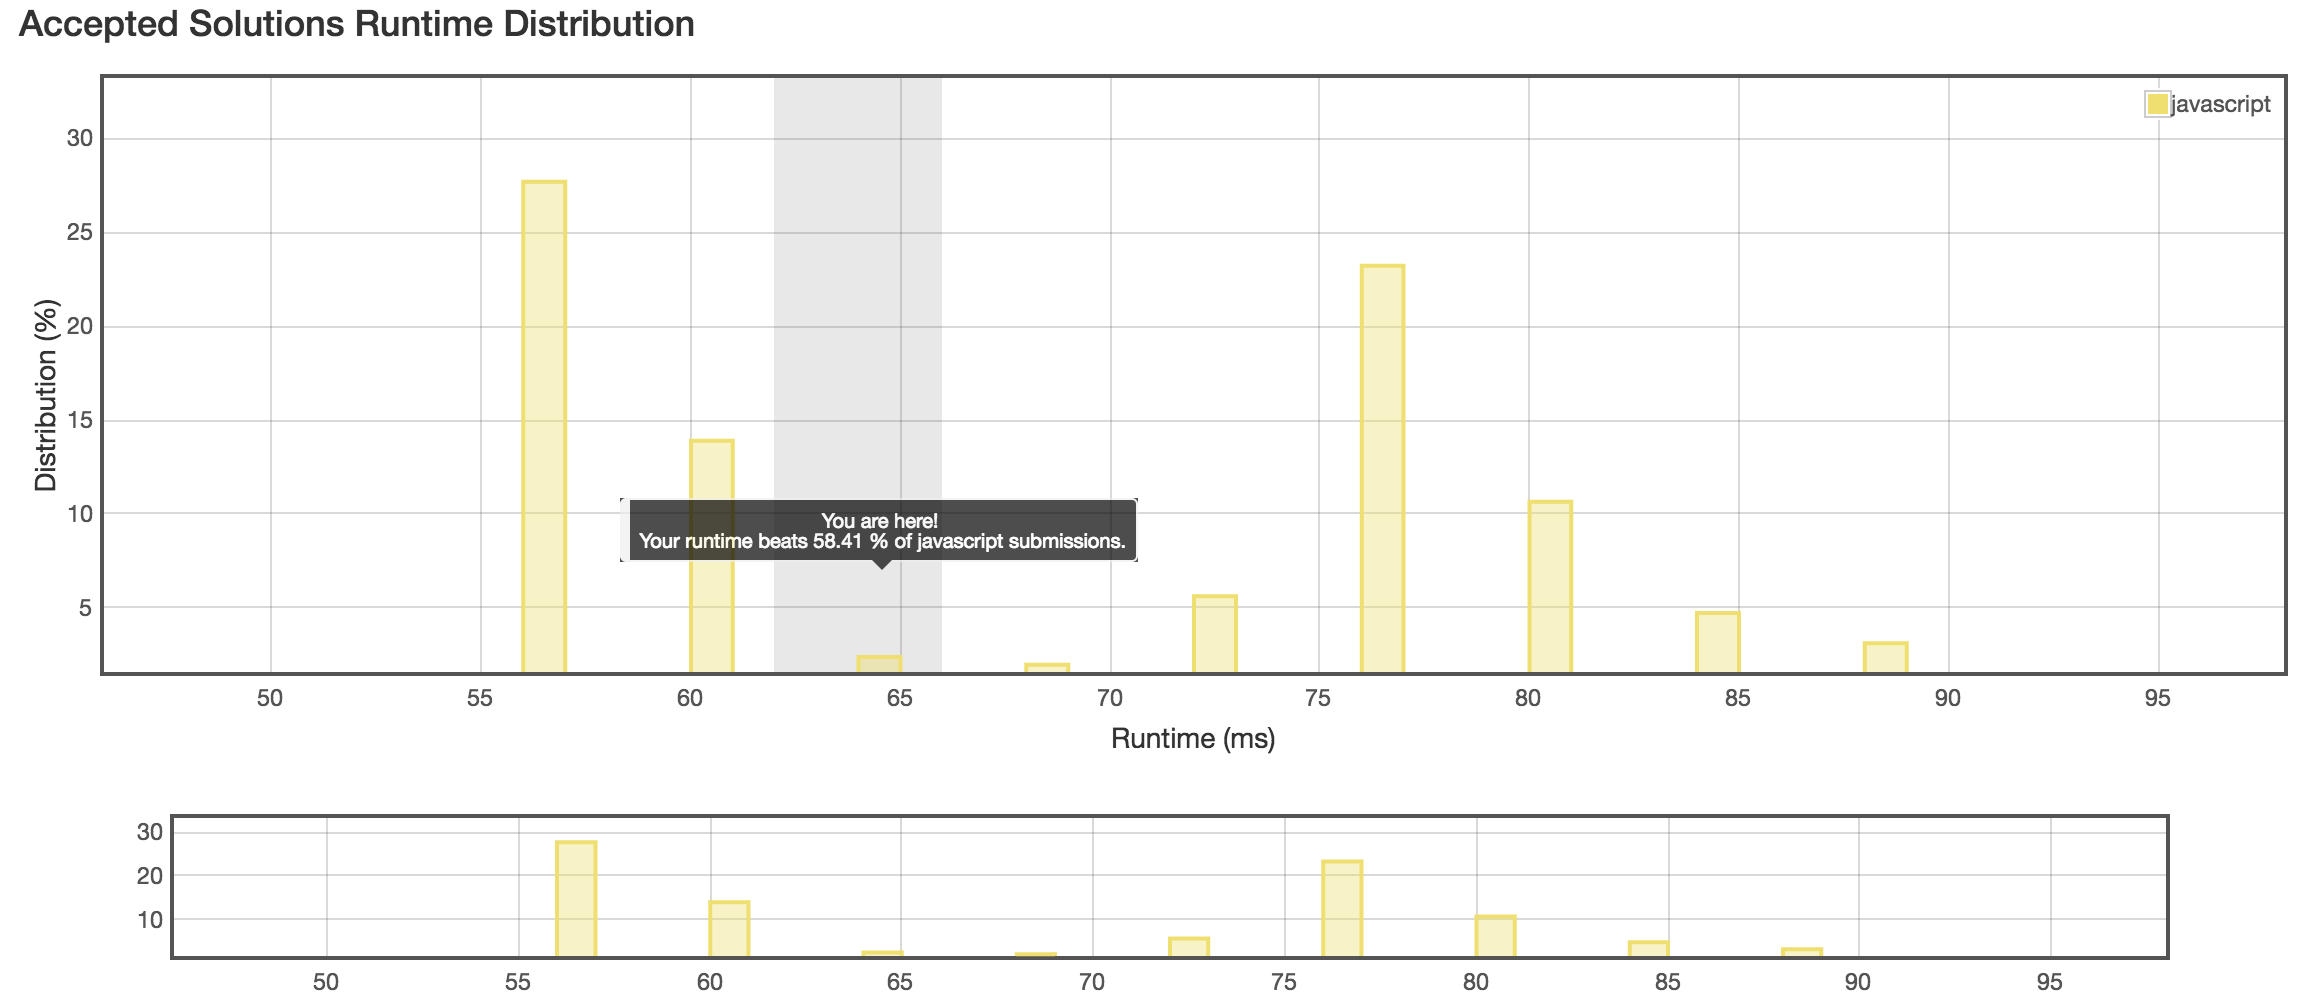 Accepted Solutions Runtime Distribution
javascript
30
25
20
15
10
5
Distribution (%)
You are here!
Your runtime beats 58.41 % of javascript submissions.
50 55 60 65 70 75 80 85 90 95
Runtime (ms)
30
20
10
50 55 60 65 70 75 80 85 90 95